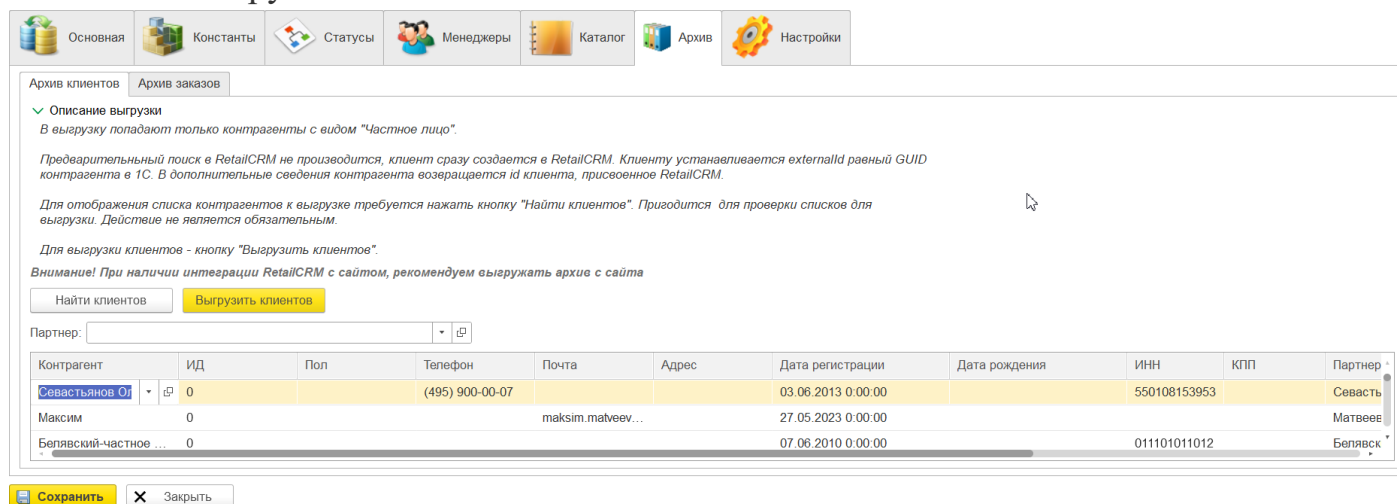 Основная Константы Статусы Менеджеры Каталог Архив Настройки
Архив клиентов Архив заказов
Описание выгрузки
В выгрузку попадают только контрагенты с видом "Частное лицо".
Предварительньный поиск в RetailCRM не производится, клиент сразу создается в RetailCRM. Клиенту устанавливается externalId равный GUID
контрагента в 1С. В дополнительные сведения контрагента возвращается id клиента, присвоенное RetailCRM.
Для отображения списка контрагентов к выгрузке требуется нажать кнопку "Найти клиентов". Пригодится для проверки списков для
выгрузки. Действие не является обязательным.
Для выгрузки клиентов - кнопку "Выгрузить клиентов".
Внимание! При наличии интеграции RetailCRM с сайтом, рекомендуем выгружать архив с сайта
Найти клиентов Выгрузить клиентов
Партнер:
Контрагент ИД Пол Телефон Почта Адрес Дата регистрации Дата рождения ИНН КПП Партнер
Севастьянов Ол 0 (495) 900-00-07 03.06.2013 0:00:00 550108153953 Севасть
Максим 0 maksim.matveev... 27.05.2023 0:00:00 Матвеев
Белявский-частное ... 0 07.06.2010 0:00:00 011101011012 Белявск
Сохранить Закрыть